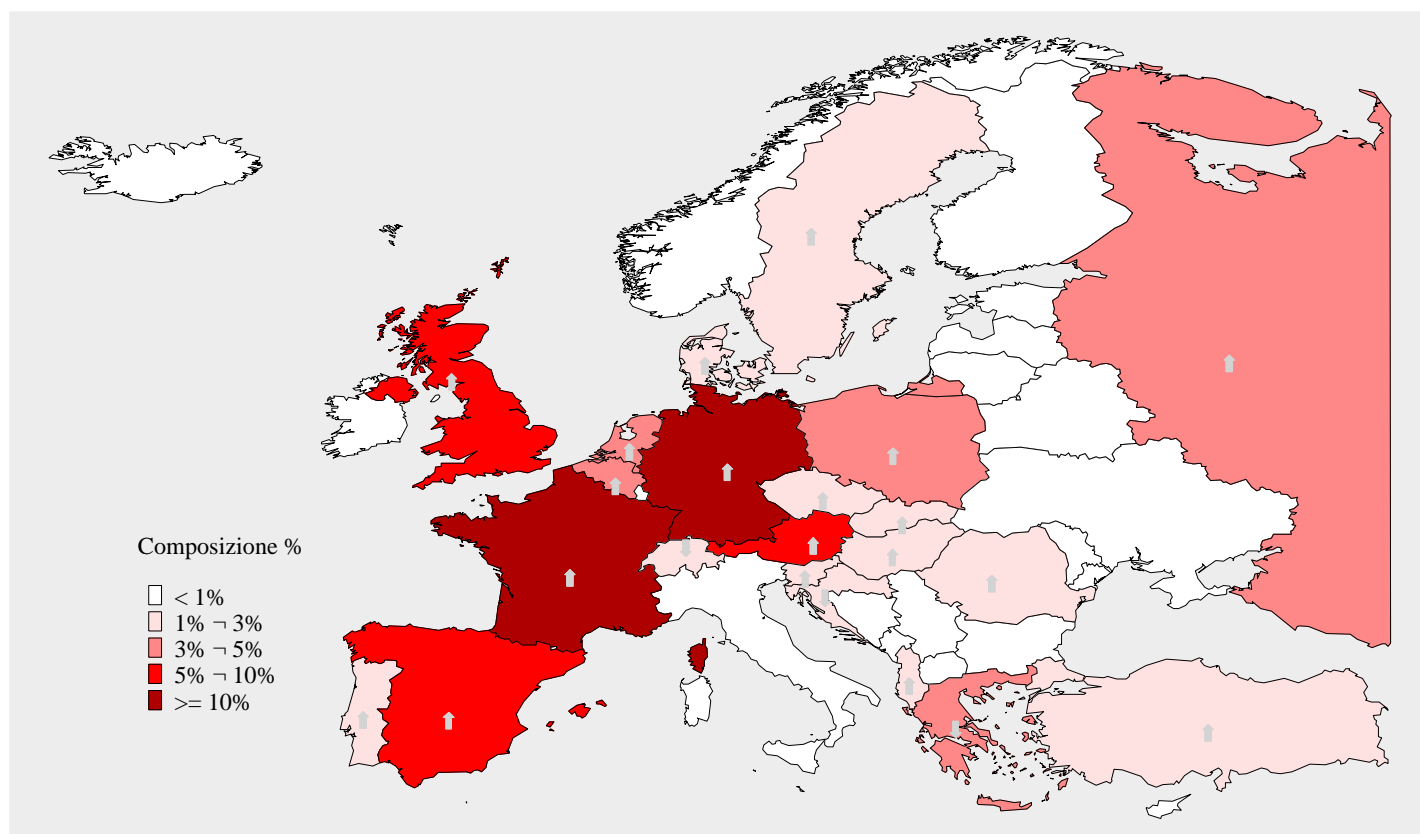 Composizione %
< 1%
1% ¬ 3%
3% ¬ 5%
5% ¬ 10%
>= 10%